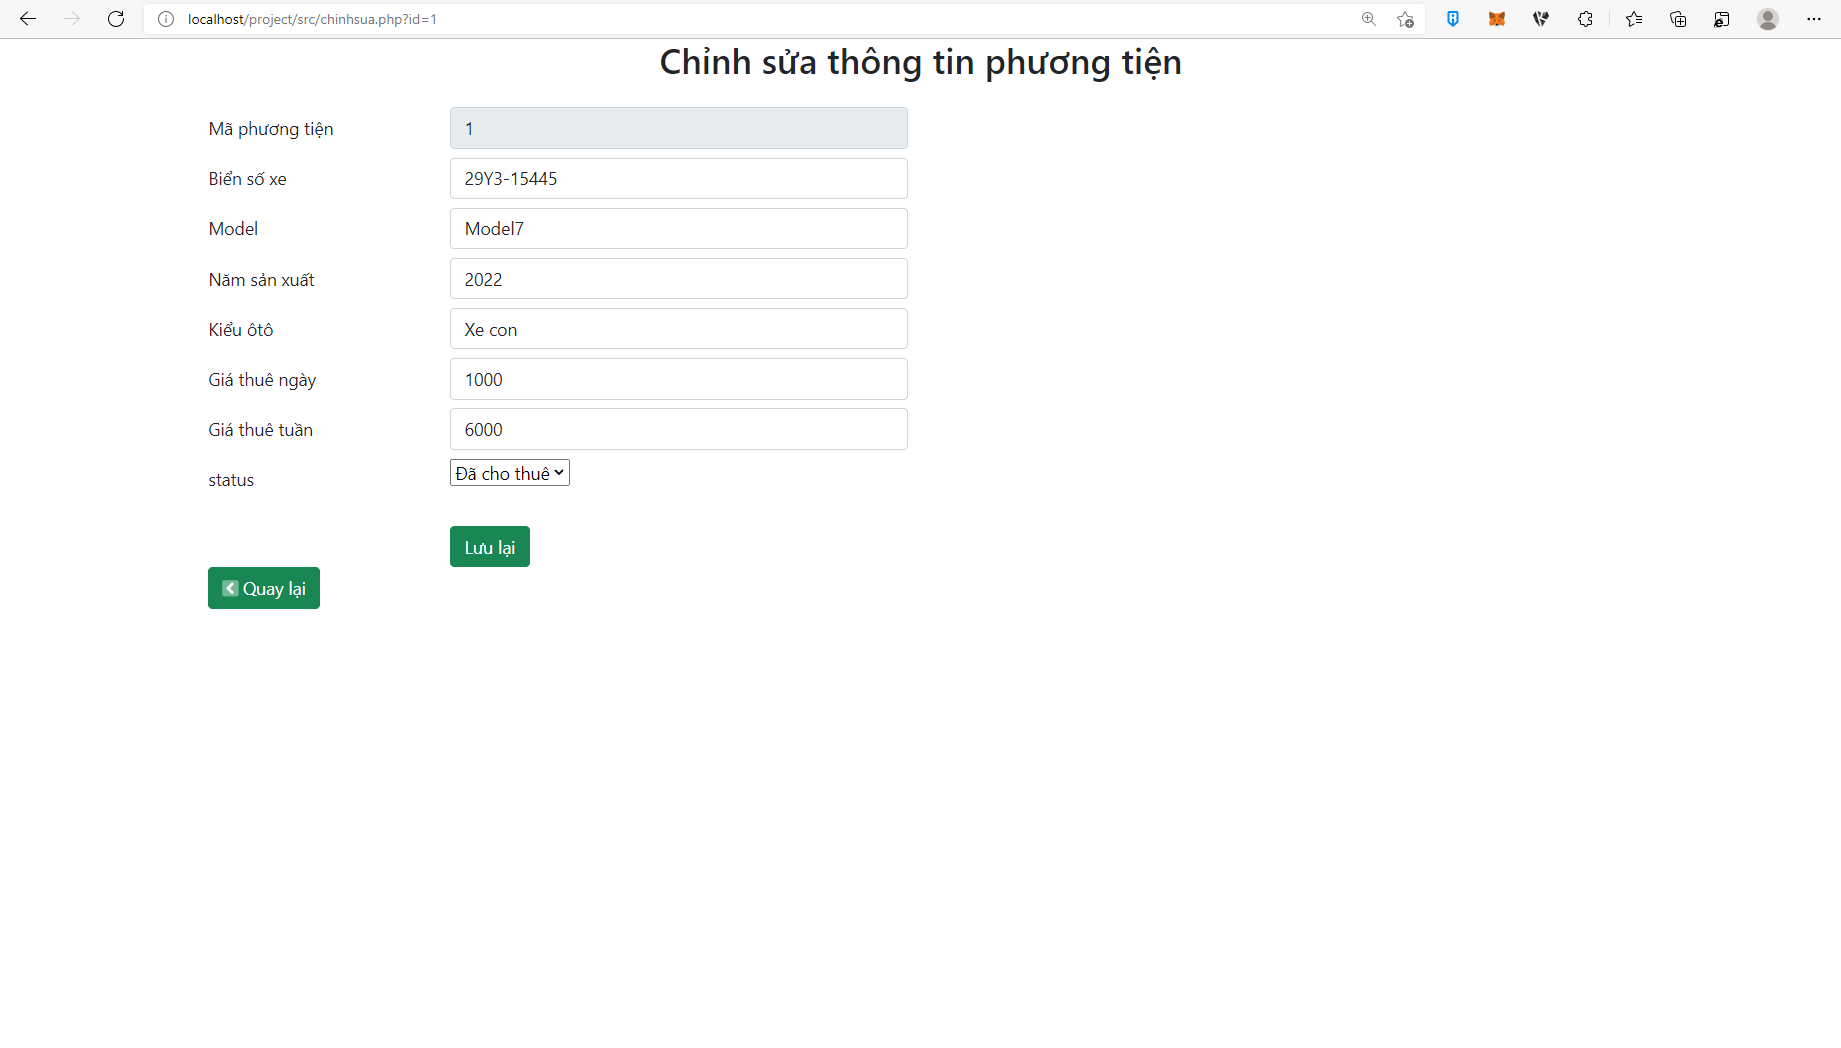 localhost/project/src/chinhsua.php?id=1
Chỉnh sửa thông tin phương tiện
Mã phương tiện 1
Biển số xe 29Y3-15445
Model Model7
Năm sản xuất 2022
Kiểu ôtô Xe con
Giá thuê ngày 1000
Giá thuê tuần 6000
status Đã cho thuê
Lưu lại
Quay lại